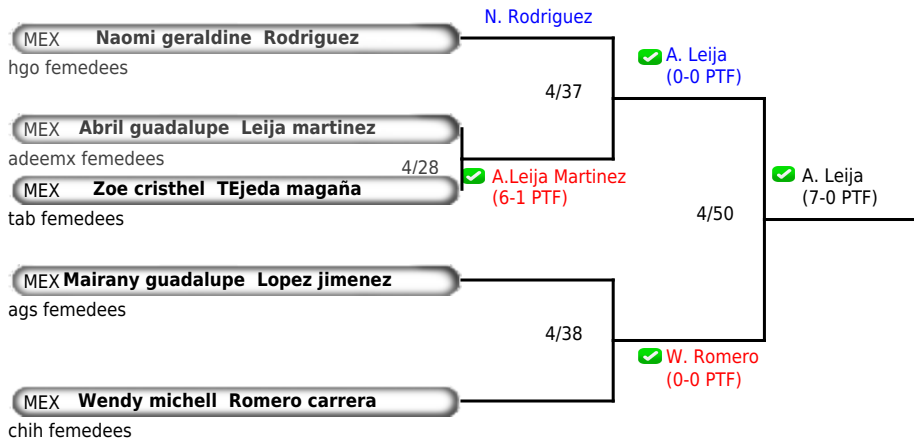 N. Rodriguez
MEX Naomi geraldine Rodriguez
hgo femedees
A. Leija
(0-0 PTF)
4/37
MEX Abril guadalupe Leija martinez
adeemx femedees
4/28
A.Leija Martinez
(6-1 PTF)
MEX Zoe cristhel TEjeda magaña
tab femedees
A. Leija
(7-0 PTF)
4/50
MEX Mairany guadalupe Lopez jimenez
ags femedees
4/38
W. Romero
(0-0 PTF)
MEX Wendy michell Romero carrera
chih femedees